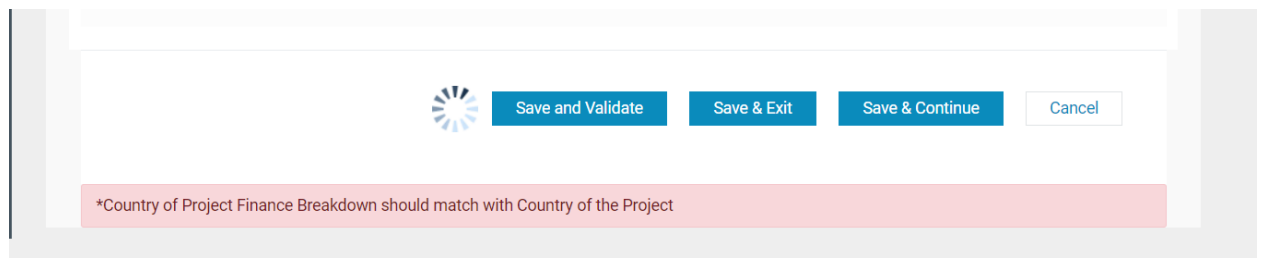 Save and Validate Save & Exit Save & Continue Cancel
*Country of Project Finance Breakdown should match with Country of the Project